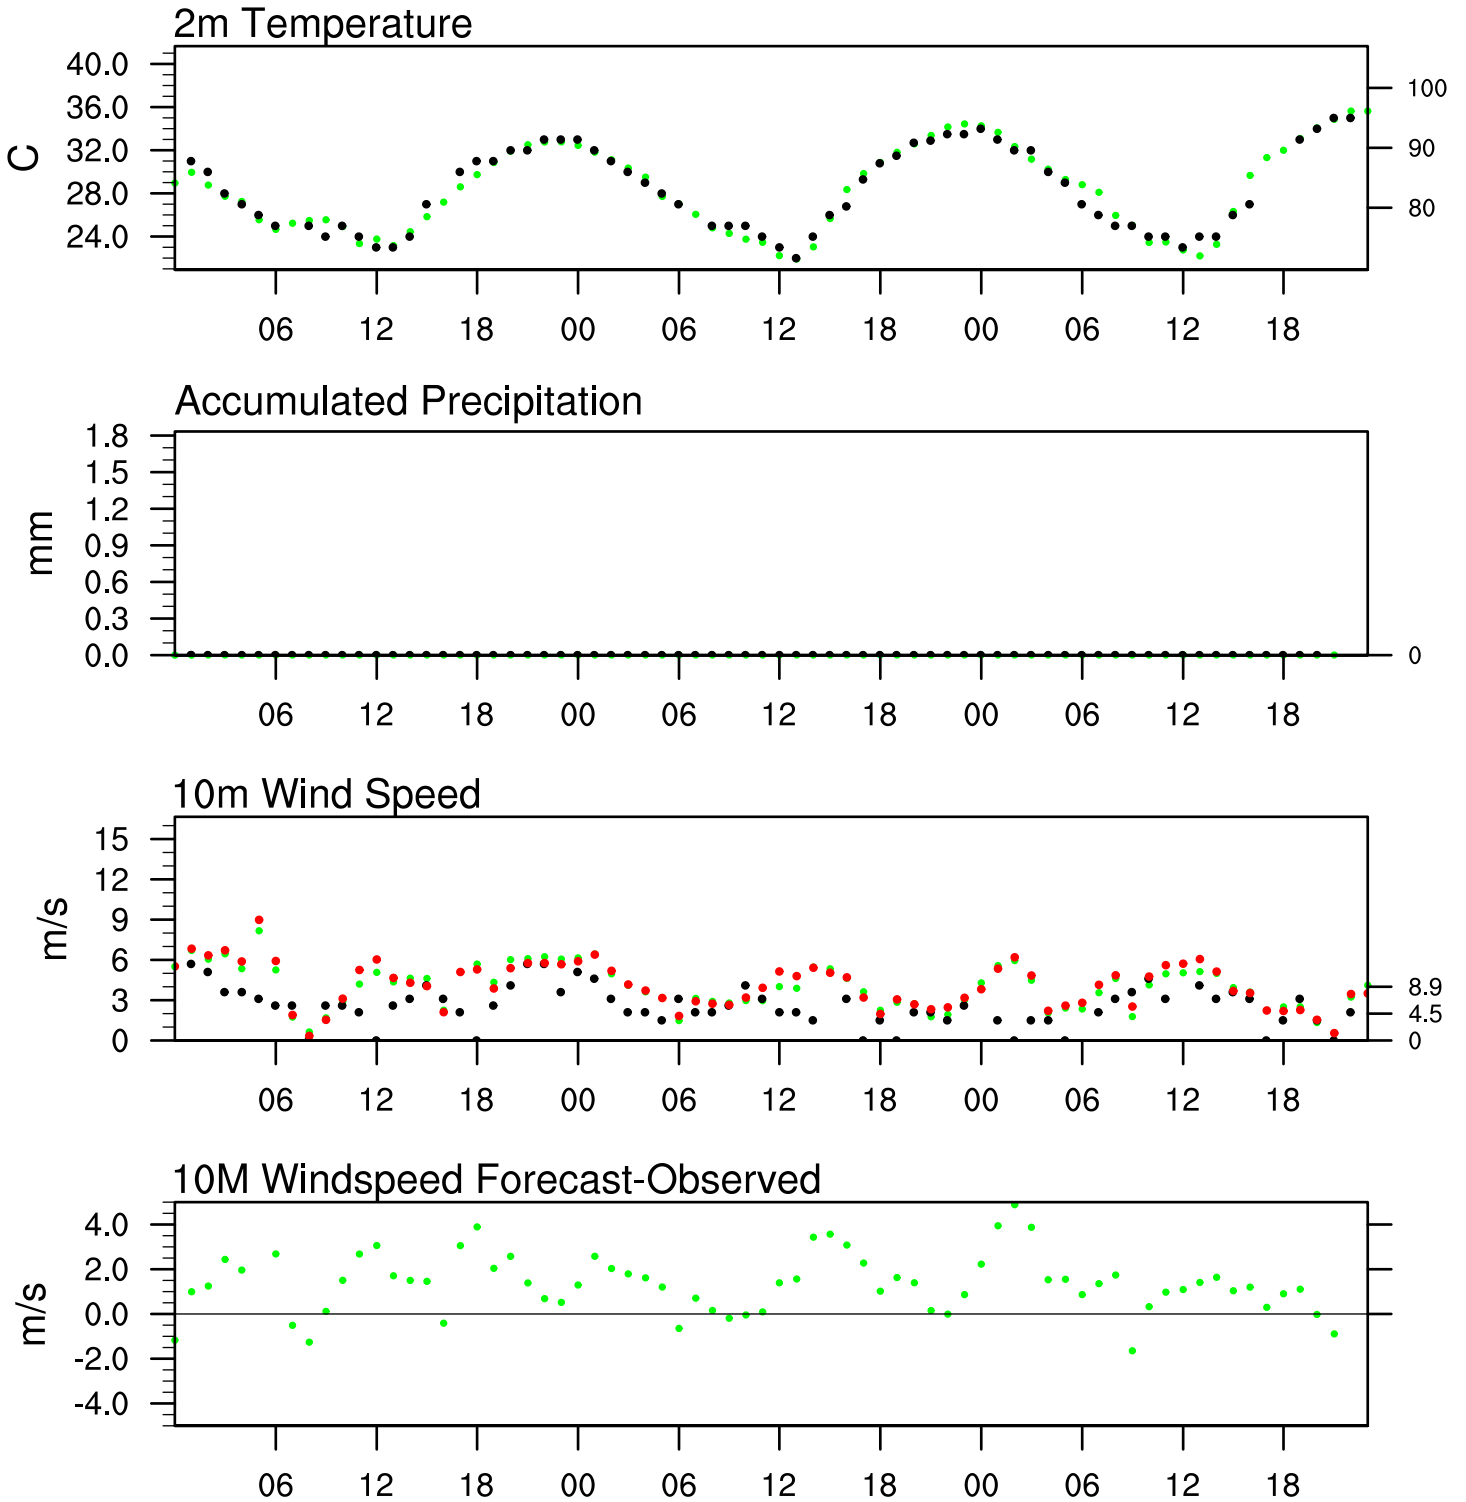 2m Temperature
40.0
36.0
32.0
28.0
24.0
C
100
90
80
06 12 18 00 06 12 18 00 06 12 18
Accumulated Precipitation
1.8
1.5
1.2
0.9
0.6
0.3
0.0
mm
0
06 12 18 00 06 12 18 00 06 12 18
10m Wind Speed
15
12
9
6
3
0
m/s
8.9
4.5
0
06 12 18 00 06 12 18 00 06 12 18
10M Windspeed Forecast-Observed
4.0
2.0
0.0
-2.0
-4.0
m/s
06 12 18 00 06 12 18 00 06 12 18